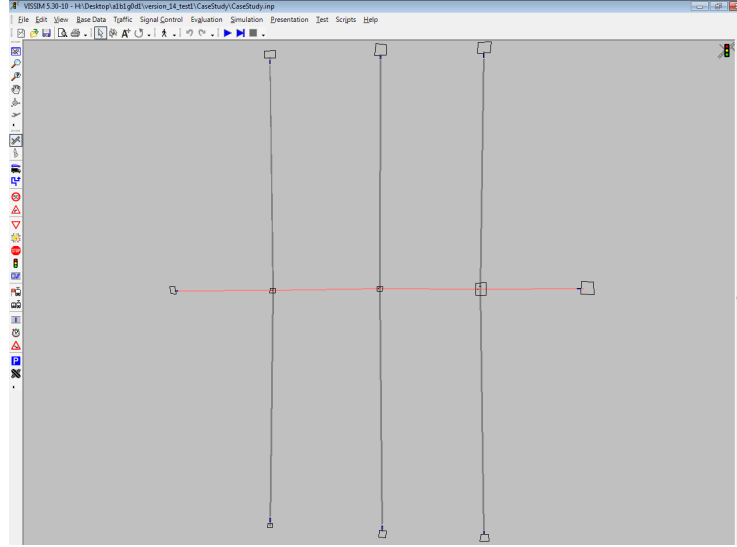 VISSIM 5.30-10 - H:\Desktop\a1b1g0d1\version_14_test1\CaseStudy\CaseStudy.inp
File Edit View Base Data Traffic Signal Control Evaluation Simulation Presentation Test Scripts Help